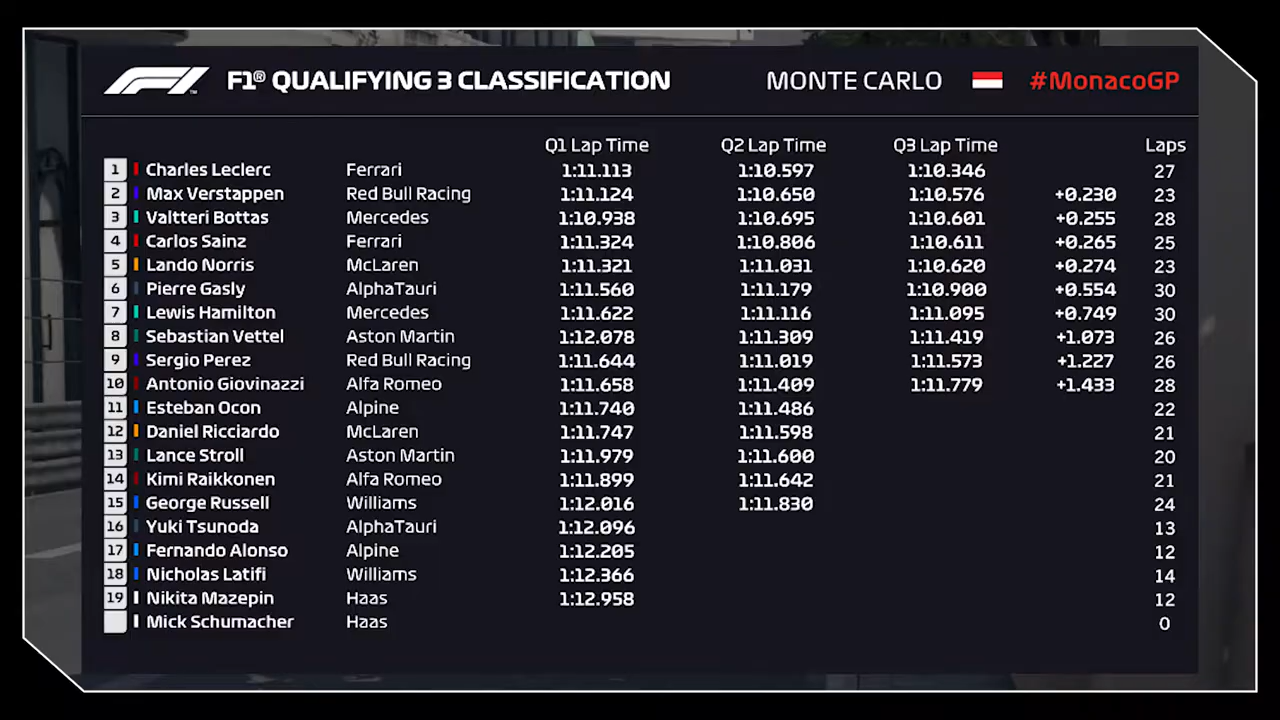 F1 F1® QUALIFYING 3 CLASSIFICATION MONTE CARLO #MonacoGP
Q1 Lap Time Q2 Lap Time Q3 Lap Time Laps
1 Charles Leclerc Ferrari 1:11.113 1:10.597 1:10.346 27
2 Max Verstappen Red Bull Racing 1:11.124 1:10.650 1:10.576 +0.230 23
3 Valtteri Bottas Mercedes 1:10.938 1:10.695 1:10.601 +0.255 28
4 Carlos Sainz Ferrari 1:11.324 1:10.806 1:10.611 +0.265 25
5 Lando Norris McLaren 1:11.321 1:11.031 1:10.620 +0.274 23
6 Pierre Gasly AlphaTauri 1:11.560 1:11.179 1:10.900 +0.554 30
7 Lewis Hamilton Mercedes 1:11.622 1:11.116 1:11.095 +0.749 30
8 Sebastian Vettel Aston Martin 1:12.078 1:11.309 1:11.419 +1.073 26
9 Sergio Perez Red Bull Racing 1:11.644 1:11.019 1:11.573 +1.227 26
10 Antonio Giovinazzi Alfa Romeo 1:11.658 1:11.409 1:11.779 +1.433 28
11 Esteban Ocon Alpine 1:11.740 1:11.486 22
12 Daniel Ricciardo McLaren 1:11.747 1:11.598 21
13 Lance Stroll Aston Martin 1:11.979 1:11.600 20
14 Kimi Raikkonen Alfa Romeo 1:11.899 1:11.642 21
15 George Russell Williams 1:12.016 1:11.830 24
16 Yuki Tsunoda AlphaTauri 1:12.096 13
17 Fernando Alonso Alpine 1:12.205 12
18 Nicholas Latifi Williams 1:12.366 14
19 Nikita Mazepin Haas 1:12.958 12
Mick Schumacher Haas 0